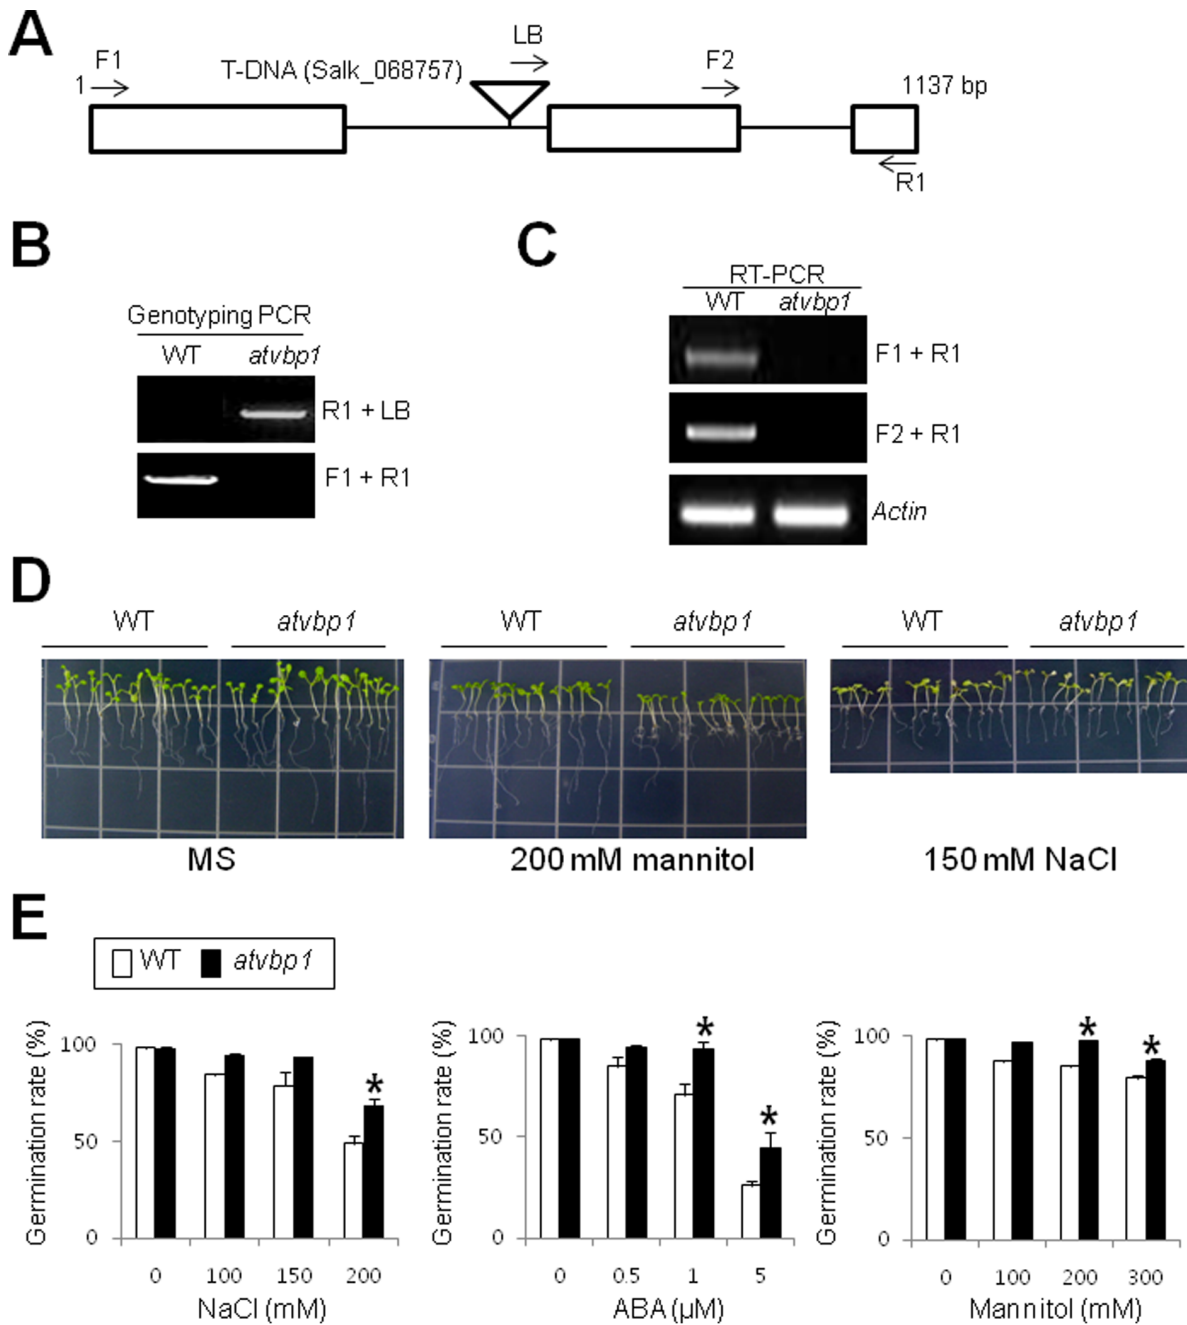 A
F1
LB
F2
1
T-DNA (Salk_068757)
1137 bp
R1
B
Genotyping PCR
WT atvbp1
R1 + LB
F1 + R1
C
RT-PCR
WT atvbp1
F1 + R1
F2 + R1
Actin
D
WT atvbp1 WT atvbp1 WT atvbp1
MS 200 mM mannitol 150 mM NaCl
E
WT atvbp1
Germination rate (%)
100
50
0
0 100 150 200
NaCl (mM)
*
Germination rate (%)
100
50
0
0 0.5 1 5
ABA (µM)
* *
Germination rate (%)
100
50
0
0 100 200 300
Mannitol (mM)
* *